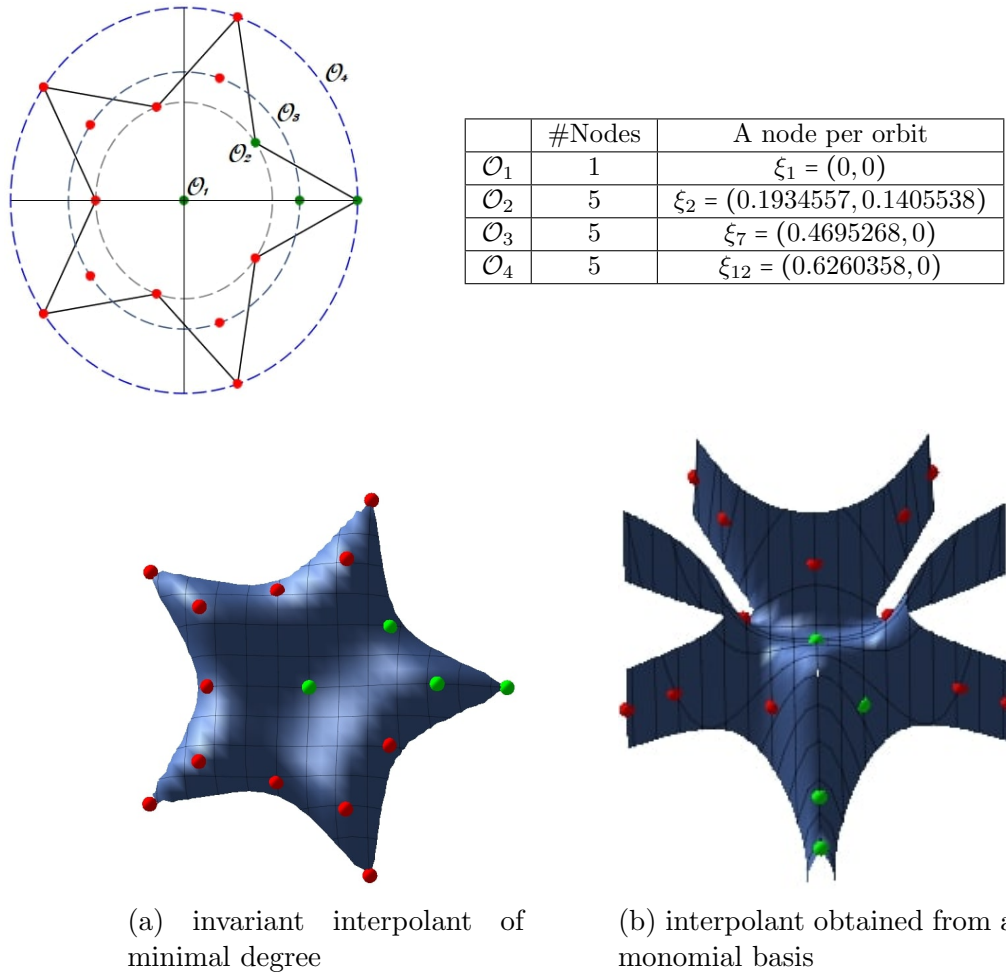 𝒪₄
𝒪₃
𝒪₂
𝒪₁
#Nodes A node per orbit
𝒪₁ 1 ξ₁ = (0, 0)
𝒪₂ 5 ξ₂ = (0.1934557, 0.1405538)
𝒪₃ 5 ξ₇ = (0.4695268, 0)
𝒪₄ 5 ξ₁₂ = (0.6260358, 0)
(a) invariant interpolant of
minimal degree
(b) interpolant obtained from a
monomial basis